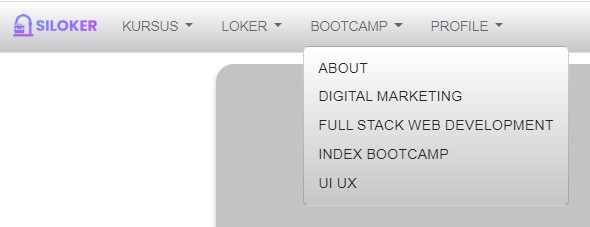 SILOKER KURSUS LOKER BOOTCAMP PROFILE
ABOUT
DIGITAL MARKETING
FULL STACK WEB DEVELOPMENT
INDEX BOOTCAMP
UI UX